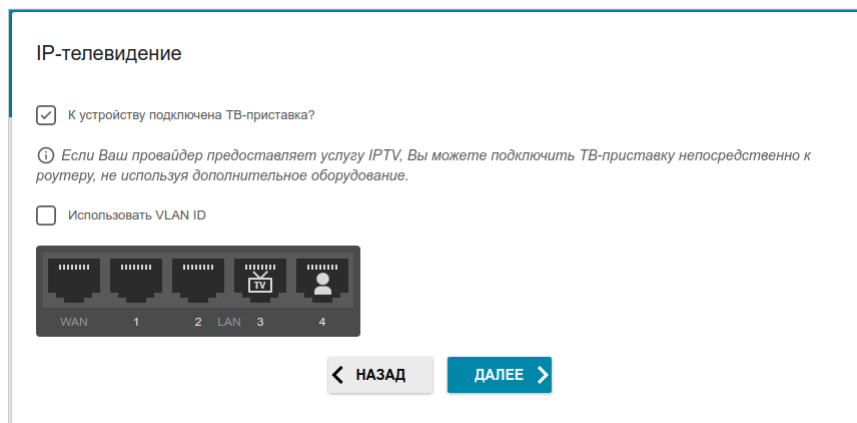 IP-телевидение
К устройству подключена ТВ-приставка?
Если Ваш провайдер предоставляет услугу IPTV, Вы можете подключить ТВ-приставку непосредственно к
роутеру, не используя дополнительное оборудование.
Использовать VLAN ID
TV
WAN 1 2 LAN 3 4
НАЗАД ДАЛЕЕ